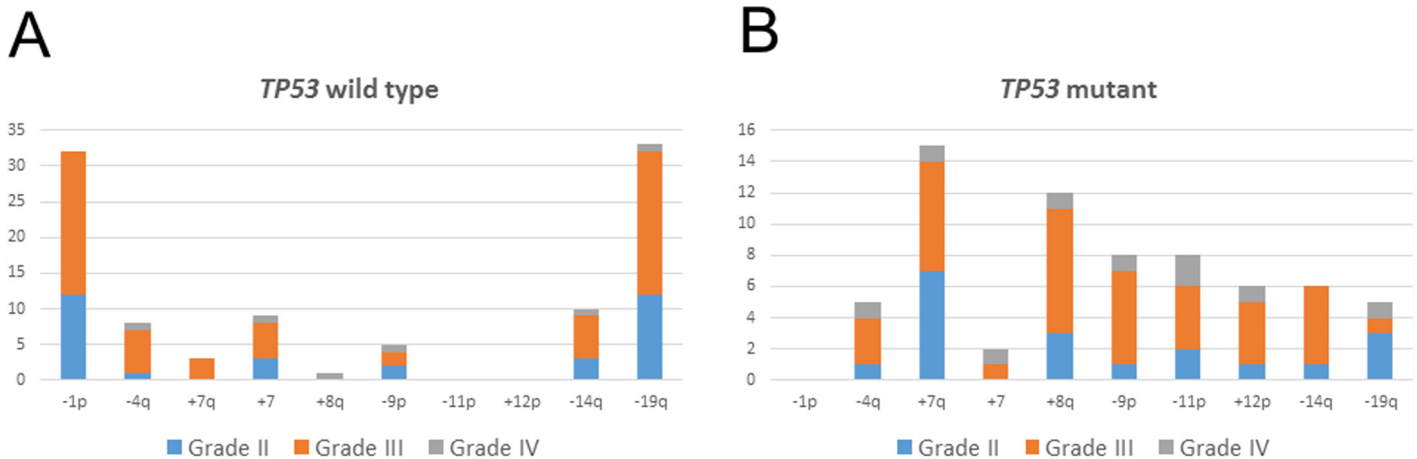 A
TP53 wild type
35
30
25
20
15
10
5
0
-1p -4q +7q +7 +8q -9p -11p +12p -14q -19q
Grade II Grade III Grade IV
B
TP53 mutant
16
14
12
10
8
6
4
2
0
-1p -4q +7q +7 +8q -9p -11p +12p -14q -19q
Grade II Grade III Grade IV